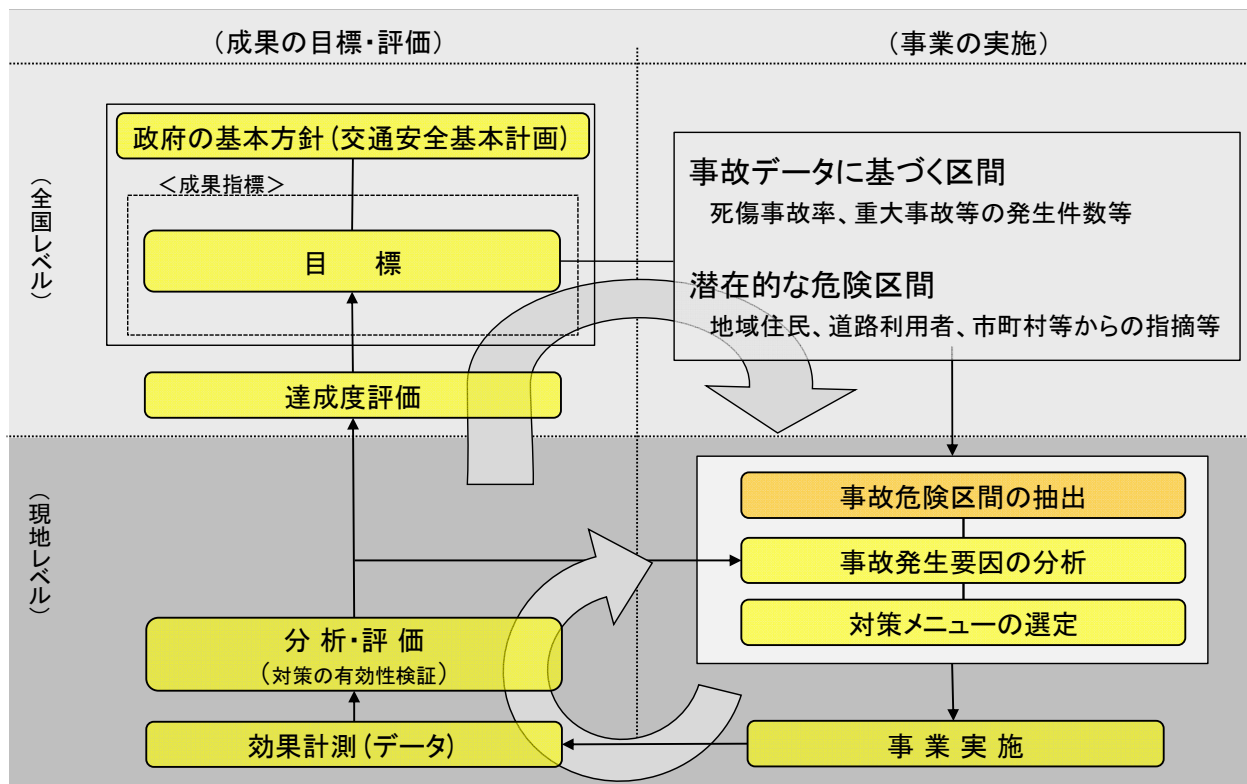 （成果の目標・評価）
（事業の実施）
（全国レベル）
政府の基本方針（交通安全基本計画）
＜成果指標＞
目　標
達成度評価
事故データに基づく区間
死傷事故率、重大事故等の発生件数等
潜在的な危険区間
地域住民、道路利用者、市町村等からの指摘等
（現地レベル）
事故危険区間の抽出
事故発生要因の分析
対策メニューの選定
分 析・評 価
（対策の有効性検証）
効果計測（データ）
事 業 実 施